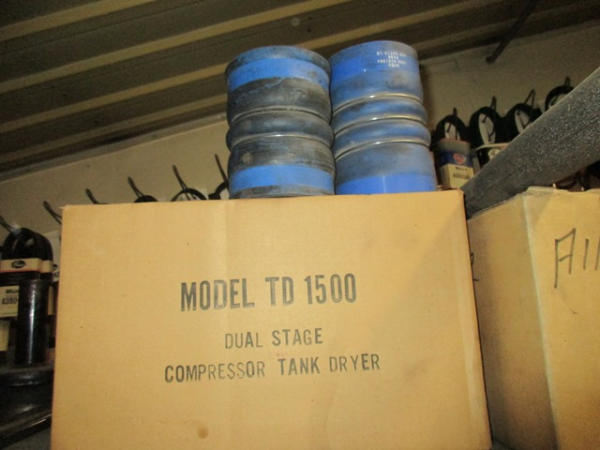 MODEL TD 1500
DUAL STAGE
COMPRESSOR TANK DRYER